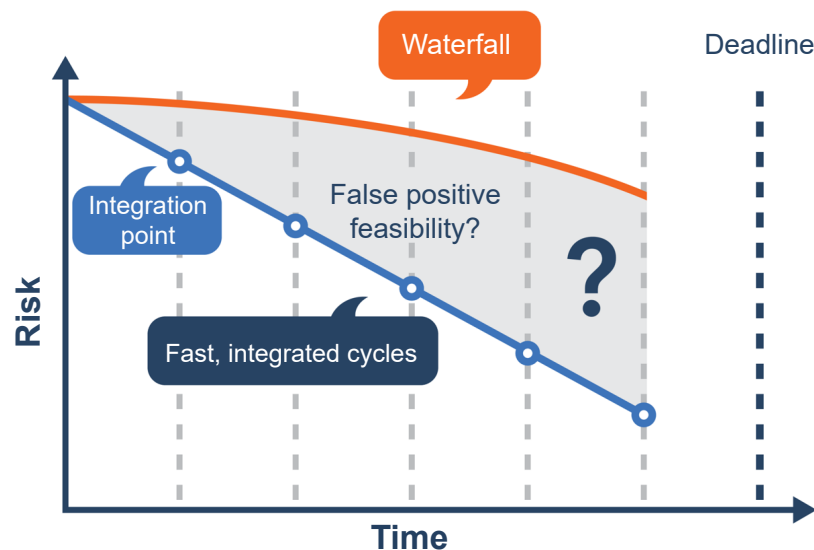 Waterfall
Deadline
Integration
point
False positive
feasibility?
?
Fast, integrated cycles
Risk
Time